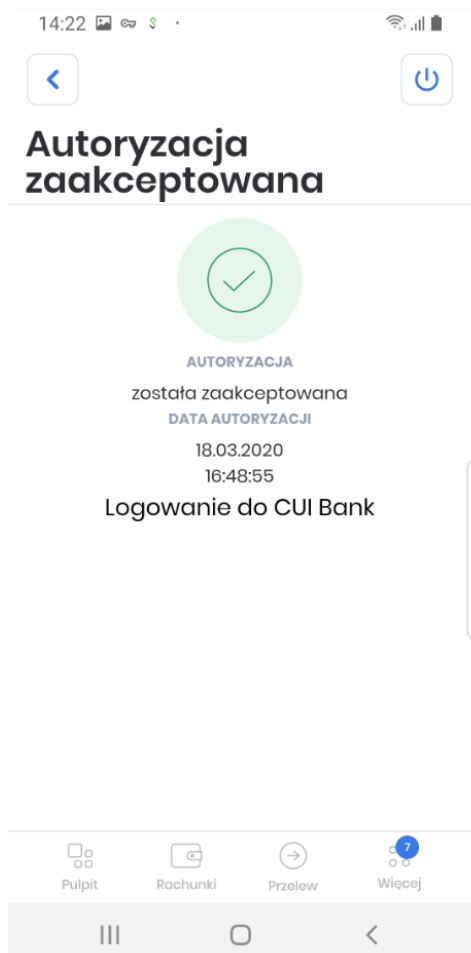 14:22
Autoryzacja
zaakceptowana
AUTORYZACJA
została zaakceptowana
DATA AUTORYZACJI
18.03.2020
16:48:55
Logowanie do CUI Bank
7
Pulpit Rachunki Przelew Więcej